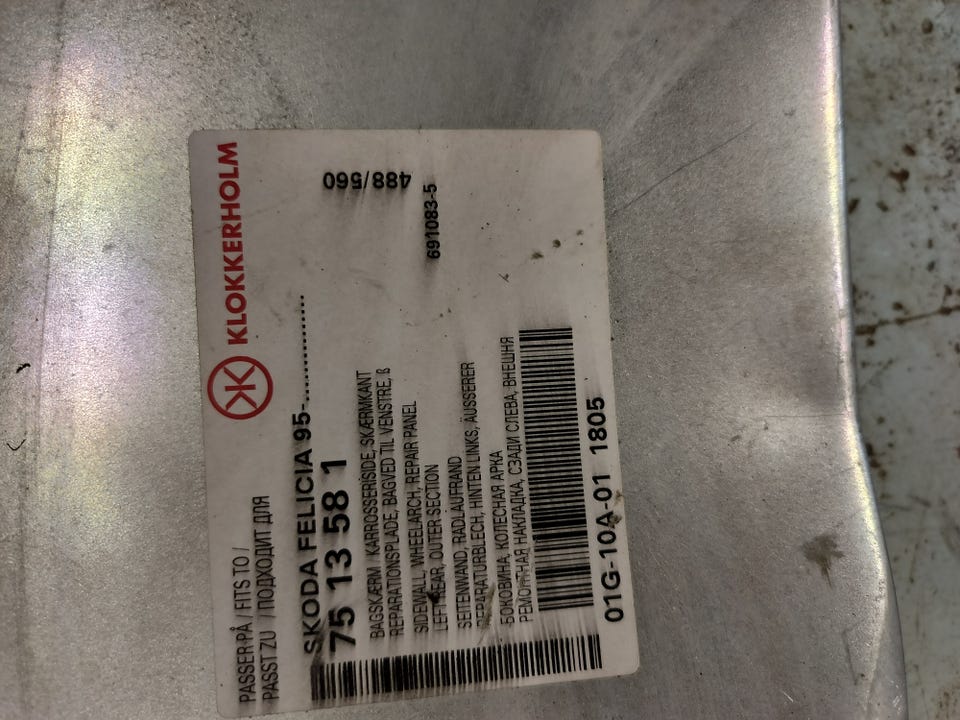 KLOKKERHOLM
PASSER PÅ / FITS TO /
PASST ZU / ПОДХОДИТ ДЛЯ
SKODA FELICIA 95-..............
75 13 58 1
488/560
691083-5
BAGSKÆRM / KARROSSERISIDE, SKÆRMKANT
REPARATIONSPLADE, BAGVED TIL VENSTRE, ß
SIDEWALL, WHEELARCH, REPAIR PANEL
LEFT REAR, OUTER SECTION
SEITENWAND, RADLAUFRAND
REPARATURBLECH, HINTEN LINKS, ÄUSSERER
БОКОВИНА, КОЛЕСНАЯ АРКА
РЕМОНТНАЯ НАКЛАДКА, СЗАДИ СЛЕВА, ВНЕШНЯ
01G-10A-01 1805